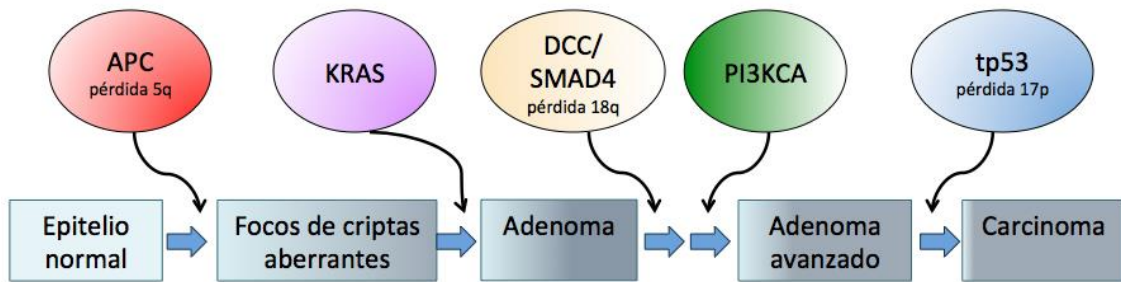 APC
pérdida 5q
KRAS
DCC/
SMAD4
pérdida 18q
PI3KCA
tp53
pérdida 17p
Epitelio
normal
Focos de criptas
aberrantes
Adenoma
Adenoma
avanzado
Carcinoma